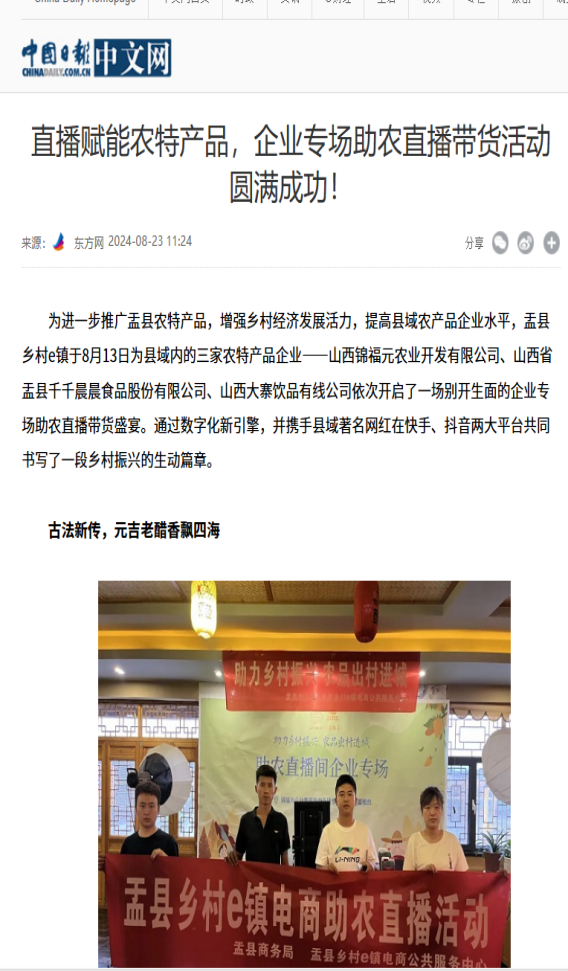 China Daily Homepage
中国日报
CHINADAILY.COM.CN
中文网
直播赋能农特产品，企业专场助农直播带货活动
圆满成功！
来源： 东方网 2024-08-23 11:24
分享
为进一步推广盂县农特产品，增强乡村经济发展活力，提高县域农产品企业水平，盂县
乡村e镇于8月13日为县域内的三家农特产品企业——山西锦福元农业开发有限公司、山西省
盂县千千晨晨食品股份有限公司、山西大寨饮品有线公司依次开启了一场别开生面的企业专
场助农直播带货盛宴。通过数字化新引擎，并携手县域著名网红在快手、抖音两大平台共同
书写了一段乡村振兴的生动篇章。
古法新传，元吉老醋香飘四海
助力乡村振兴 农品出村进城
助力乡村振兴 农品出村进城
助农直播间企业专场
LI-NING
盂县乡村e镇电商助农直播活动
盂县商务局 盂县乡村e镇电商公共服务中心